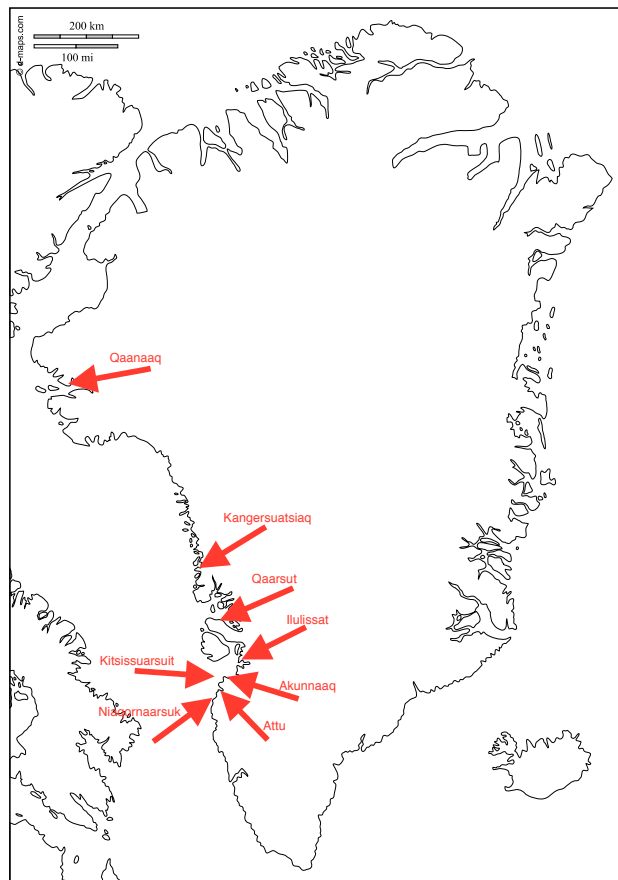 200 km
100 mi
© d-maps.com
Qaanaaq
Kangersuatsiaq
Qaarsut
Ilulissat
Kitsissuarsuit
Akunnaaq
Niaqornaarsuk
Attu